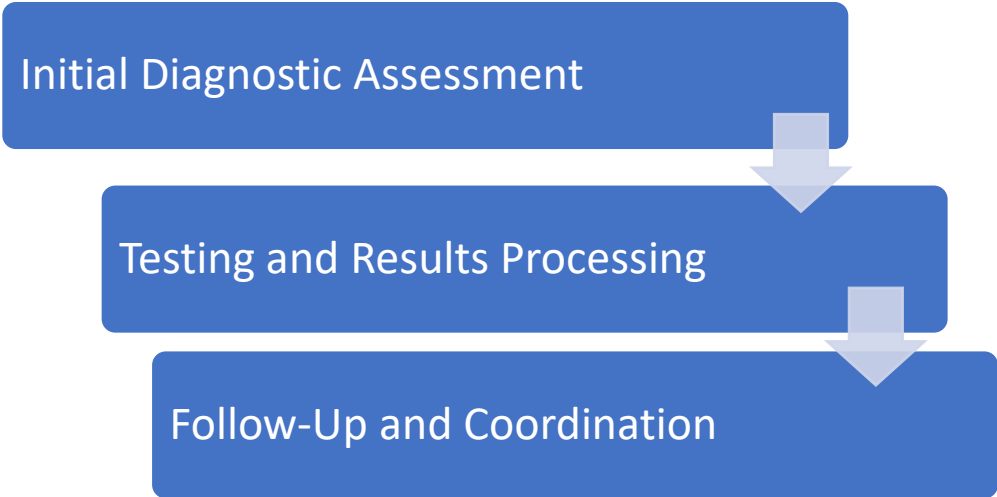 Initial Diagnostic Assessment
Testing and Results Processing
Follow-Up and Coordination